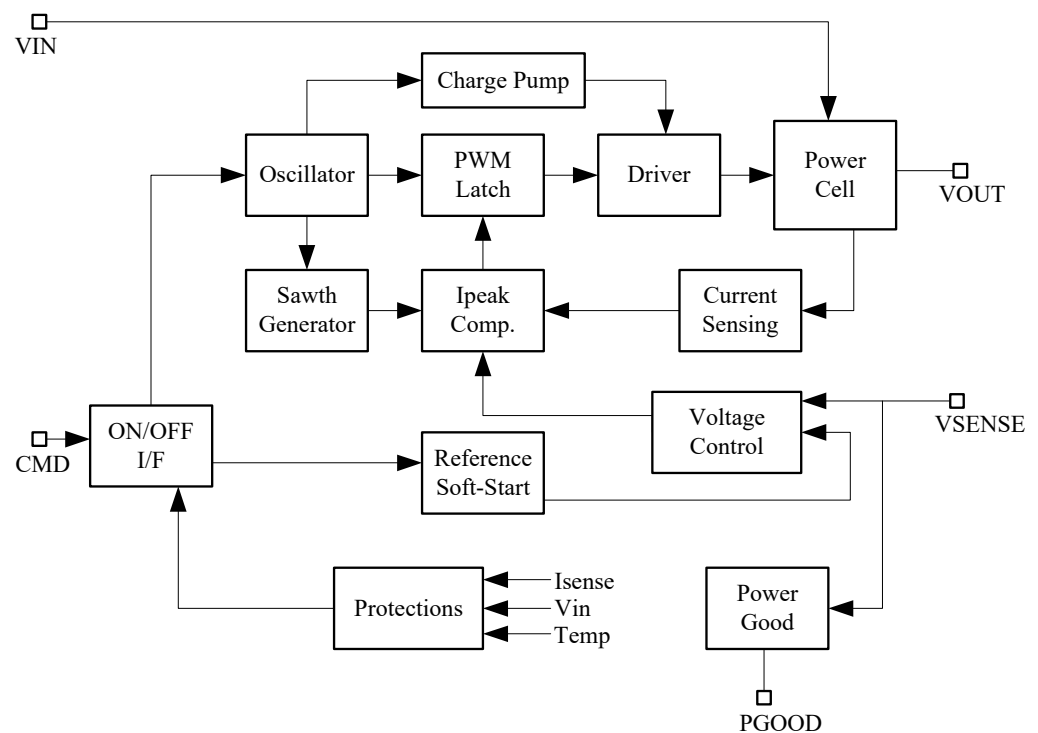 VIN
Charge Pump
Oscillator
PWM
Latch
Driver
Power
Cell
VOUT
Sawth
Generator
Ipeak
Comp.
Current
Sensing
ON/OFF
I/F
CMD
Reference
Soft-Start
Voltage
Control
VSENSE
Protections
Isense
Vin
Temp
Power
Good
PGOOD